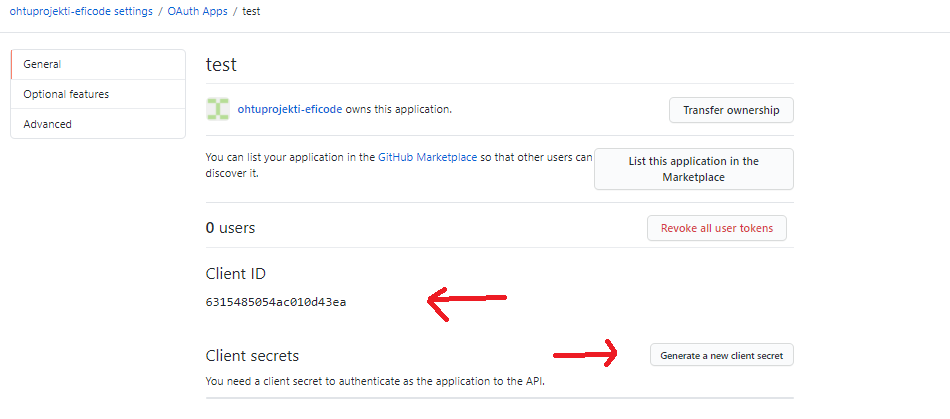 ohtuprojekti-eficode settings / OAuth Apps / test
General
Optional features
Advanced
test
ohtuprojekti-eficode owns this application.
Transfer ownership
You can list your application in the GitHub Marketplace so that other users can
discover it.
List this application in the
Marketplace
0 users
Revoke all user tokens
Client ID
6315485054ac010d43ea
Client secrets
Generate a new client secret
You need a client secret to authenticate as the application to the API.